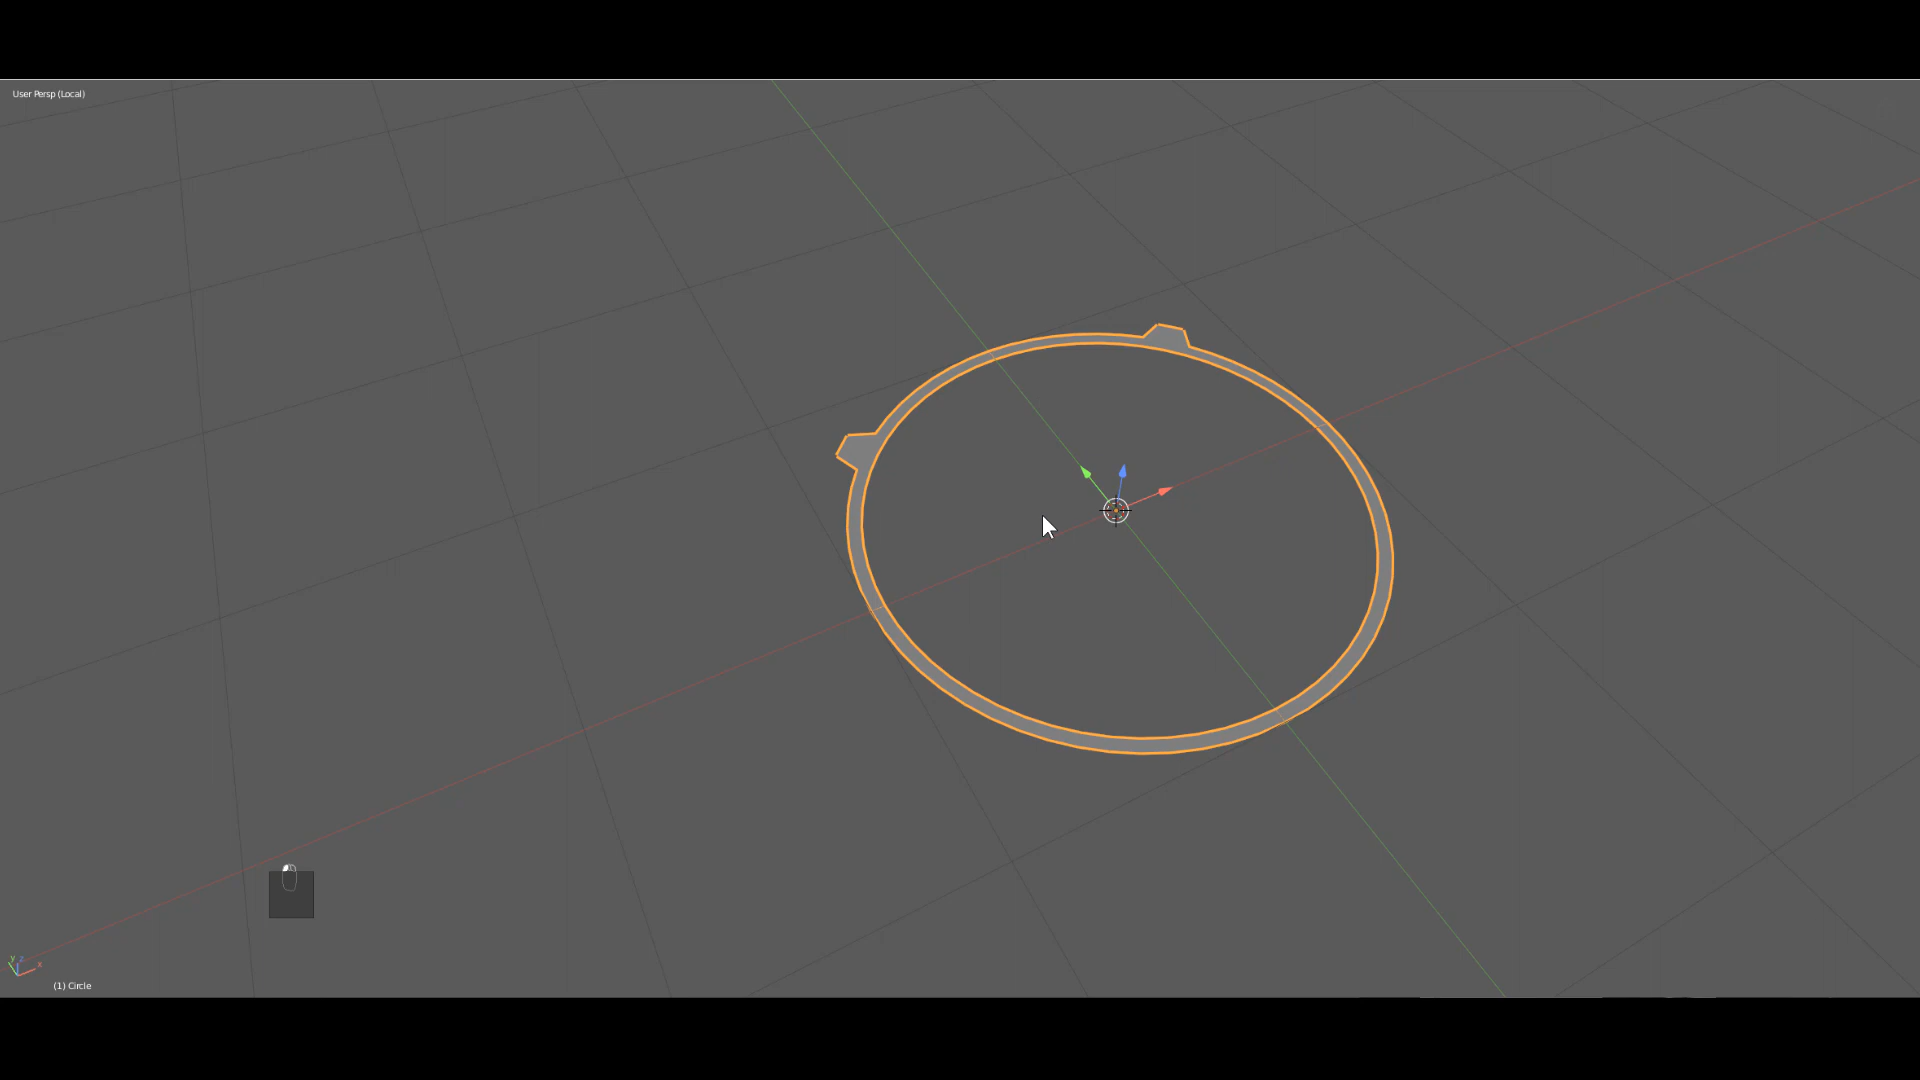 User Persp (Local)
y z x
(1) Circle